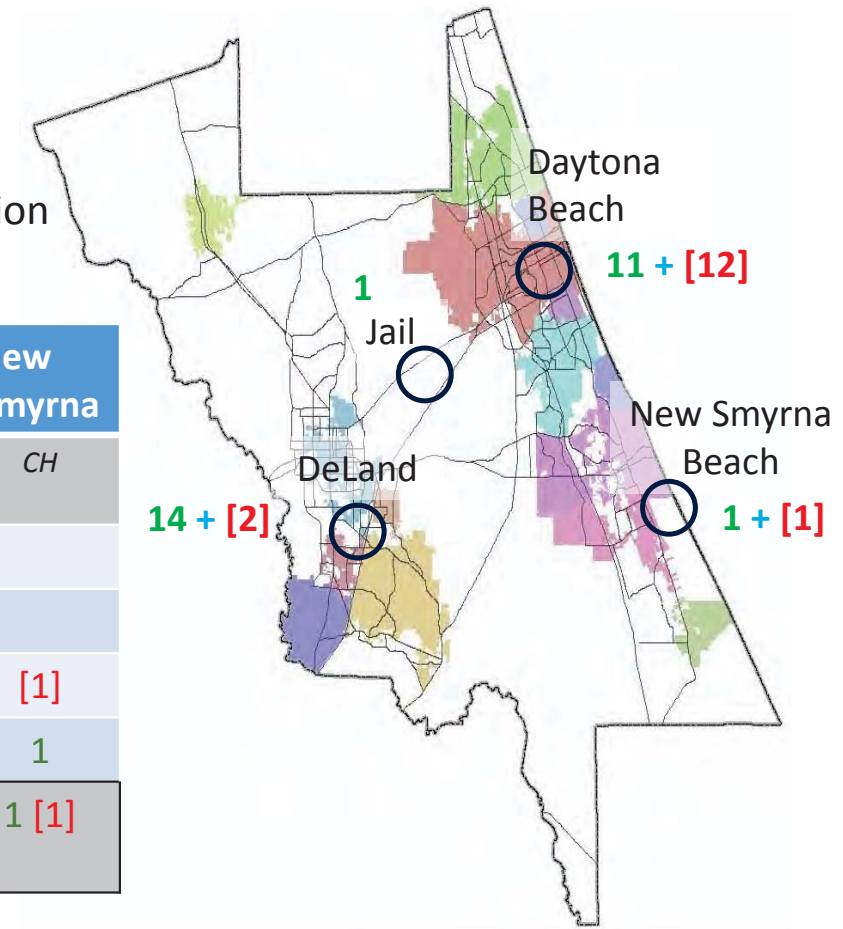 ion
ew
myrna
CH
[1]
1
1 [1]
Daytona
Beach
11 + [12]
1
Jail
New Smyrna
Beach
1 + [1]
DeLand
14 + [2]